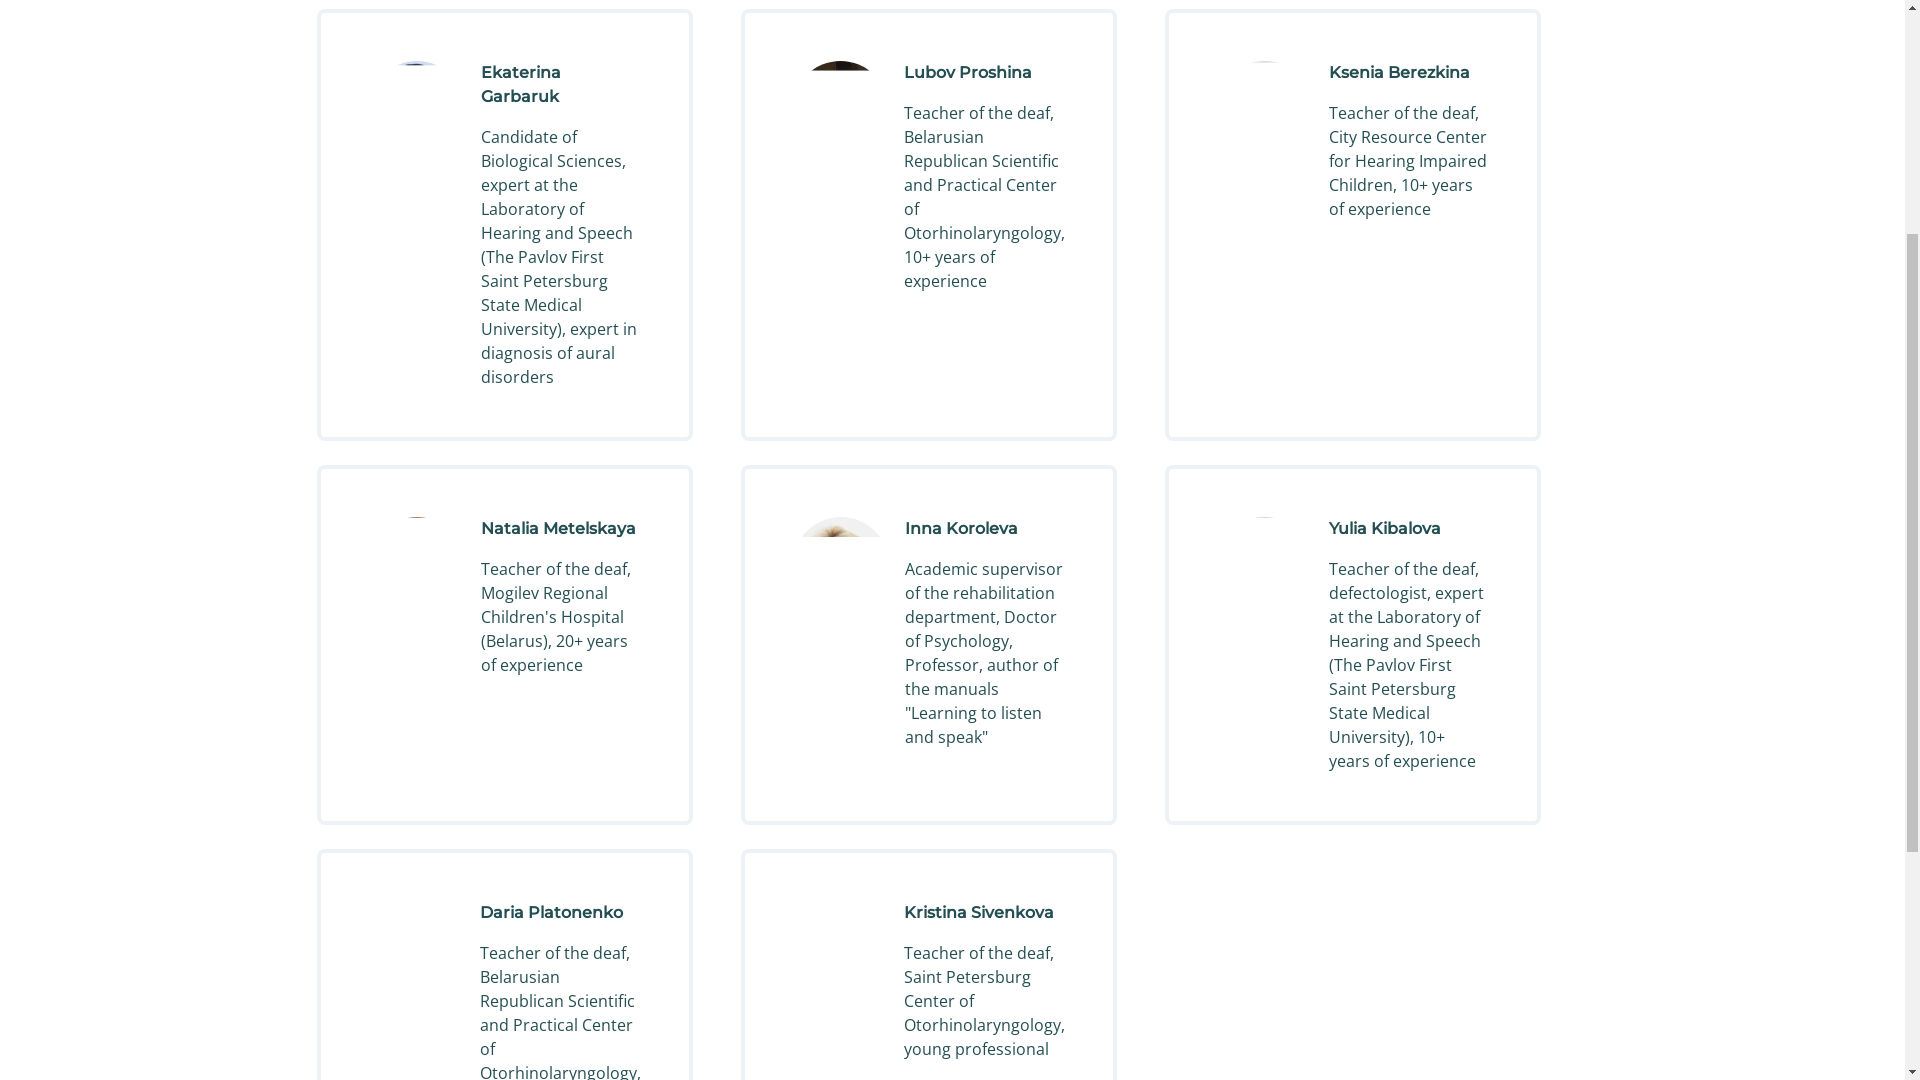 Ekaterina
Garbaruk
Candidate of
Biological Sciences,
expert at the
Laboratory of
Hearing and Speech
(The Pavlov First
Saint Petersburg
State Medical
University), expert in
diagnosis of aural
disorders
Lubov Proshina
Teacher of the deaf,
Belarusian
Republican Scientific
and Practical Center
of
Otorhinolaryngology,
10+ years of
experience
Ksenia Berezkina
Teacher of the deaf,
City Resource Center
for Hearing Impaired
Children, 10+ years
of experience
Natalia Metelskaya
Teacher of the deaf,
Mogilev Regional
Children's Hospital
(Belarus), 20+ years
of experience
Inna Koroleva
Academic supervisor
of the rehabilitation
department, Doctor
of Psychology,
Professor, author of
the manuals
"Learning to listen
and speak"
Yulia Kibalova
Teacher of the deaf,
defectologist, expert
at the Laboratory of
Hearing and Speech
(The Pavlov First
Saint Petersburg
State Medical
University), 10+
years of experience
Daria Platonenko
Teacher of the deaf,
Belarusian
Republican Scientific
and Practical Center
of
Otorhinolaryngology,
Kristina Sivenkova
Teacher of the deaf,
Saint Petersburg
Center of
Otorhinolaryngology,
young professional